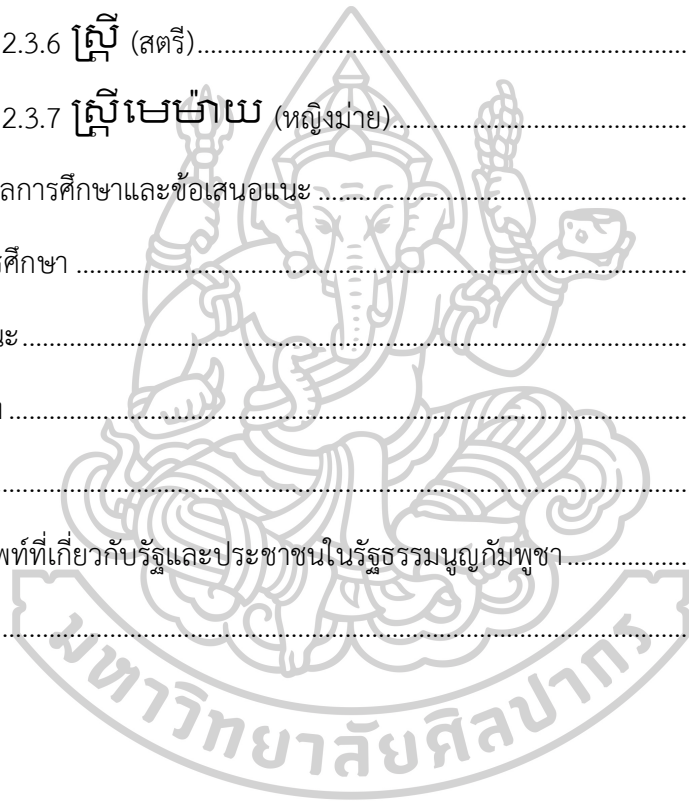 2.3.6 ស្ត្រី (สตรี)......................................................................................
2.3.7 ស្ត្រីមេម៉ាយ (หญิงม่าย)..................................................
ลการศึกษาและข้อเสนอแนะ ................................................................
ศึกษา ..............................................................................................................
นะ........................................................................................................................
...........................................................................................................................
...........................................................................................................................
พท์ที่เกี่ยวกับรัฐและประชาชนในรัฐธรรมนูญกัมพูชา.....................
...........................................................................................................................
มหาวิทยาลัยศิลปากร